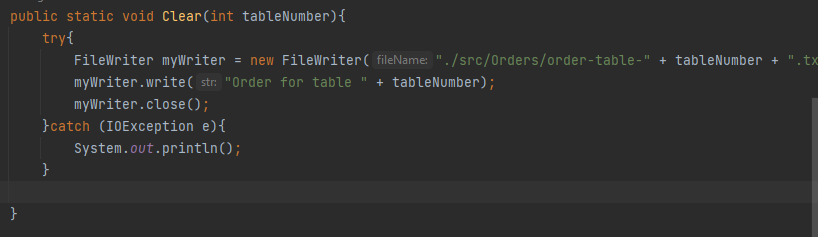 public static void Clear(int tableNumber){
try{
FileWriter myWriter = new FileWriter( fileName: "./src/Orders/order-table-" + tableNumber + ".tx
myWriter.write( str: "Order for table " + tableNumber);
myWriter.close();
}catch (IOException e){
System.out.println();
}
}